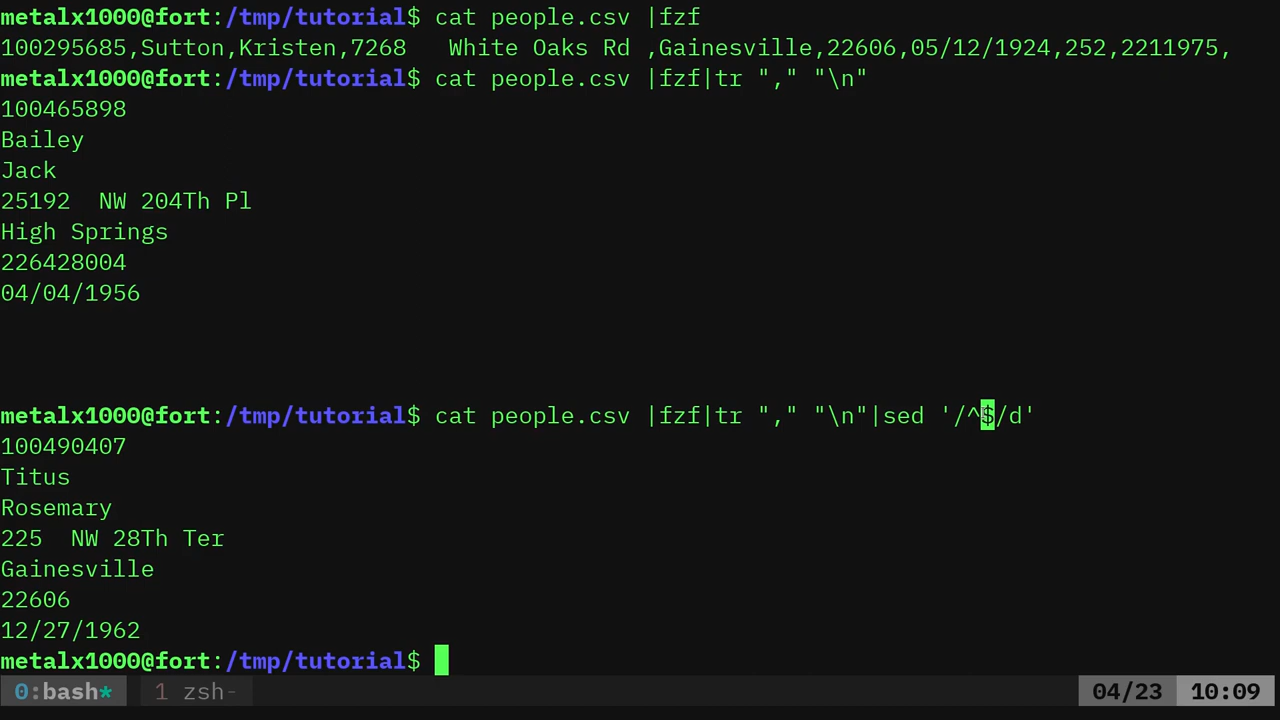 metalx1000@fort:/tmp/tutorial$ cat people.csv |fzf
100295685,Sutton,Kristen,7268   White Oaks Rd ,Gainesville,22606,05/12/1924,252,2211975,
metalx1000@fort:/tmp/tutorial$ cat people.csv |fzf|tr "," "\n"
100465898
Bailey
Jack
25192  NW 204Th Pl
High Springs
226428004
04/04/1956
metalx1000@fort:/tmp/tutorial$ cat people.csv |fzf|tr "," "\n"|sed '/^$/d'
100490407
Titus
Rosemary
225  NW 28Th Ter
Gainesville
22606
12/27/1962
metalx1000@fort:/tmp/tutorial$
0:bash* 1 zsh- 04/23 10:09